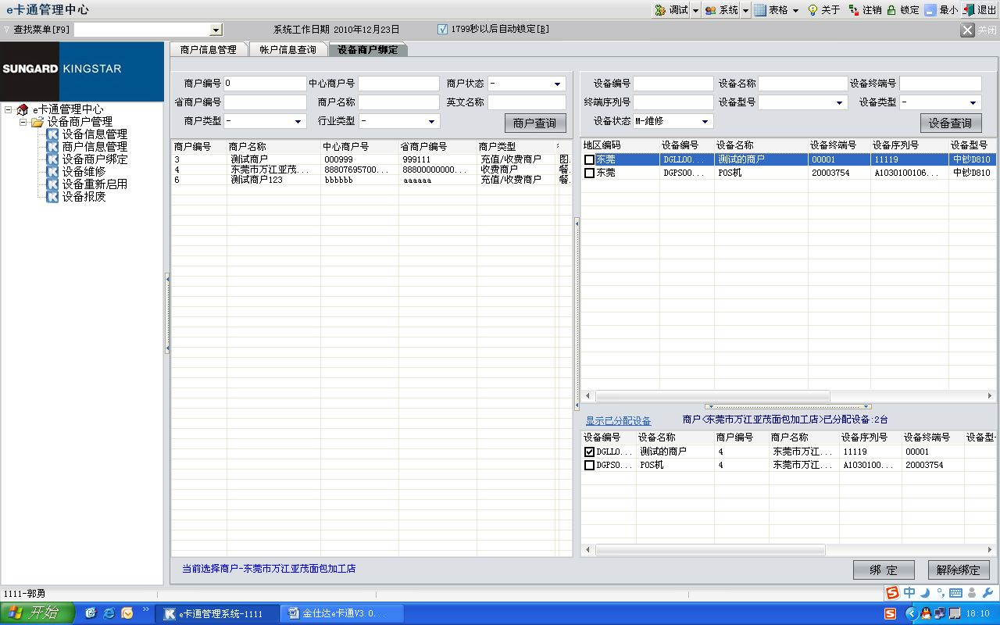 e卡通管理中心
调试 系统 表格 关于 注销 锁定 最小 退出
查找菜单[F9] 系统工作日期 2010年12月23日 1799秒以后自动锁定[B] 关闭
SUNGARD KINGSTAR
e卡通管理中心
设备商户管理
设备信息管理
商户信息管理
设备商户绑定
设备维修
设备重新启用
设备报废
商户信息管理 帐户信息查询 设备商户绑定
商户编号 0 中心商户号 商户状态 -
省商户编号 商户名称 英文名称
商户类型 - 行业类型 - 商户查询
商户编号 商户名称 中心商户号 省商户编号 商户类型
3 测试商户 000999 999111 充值/收费商户 图.
4 东莞市万江亚茂... 88807695700... 88800000000... 收费商户 餐.
6 测试商户123 bbbbbb aaaaaa 充值/收费商户 餐.
当前选择商户-东莞市万江亚茂面包加工店
设备编号 设备名称 设备终端号
终端序列号 设备型号 设备类型 -
设备状态 M-维修 设备查询
地区编码 设备编号 设备名称 设备终端号 设备序列号 设备型号
东莞 DGLL00... 测试的商户 00001 11119 中钞D810
东莞 DGPS00... POS机 20003754 A1030100106... 中钞D810
显示已分配设备 商户<东莞市万江亚茂面包加工店>已分配设备:2台
设备编号 设备名称 商户编号 商户名称 设备序列号 设备终端号 设备型
DGLL0... 测试的商户 4 东莞市万江... 11119 00001
DGPS0... POS机 4 东莞市万江... A1030100... 20003754
绑 定 解除绑定
1111-郭勇
中
开始 e卡通管理系统-1111 金仕达e卡通V3.0... 18:10